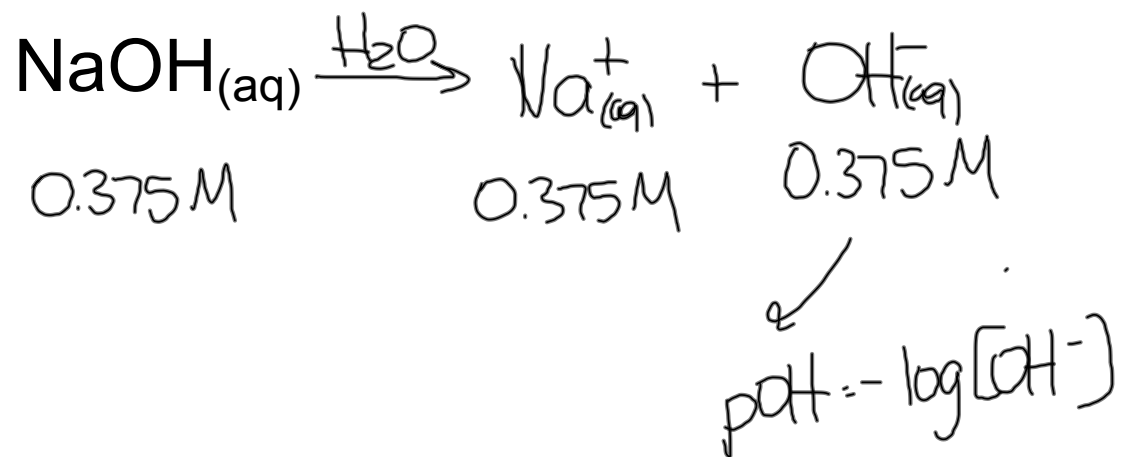 NaOH(aq) H2O→ Na+(aq) + OH-(aq)
0.375M 0.375M 0.375M
pOH = - log[OH-]